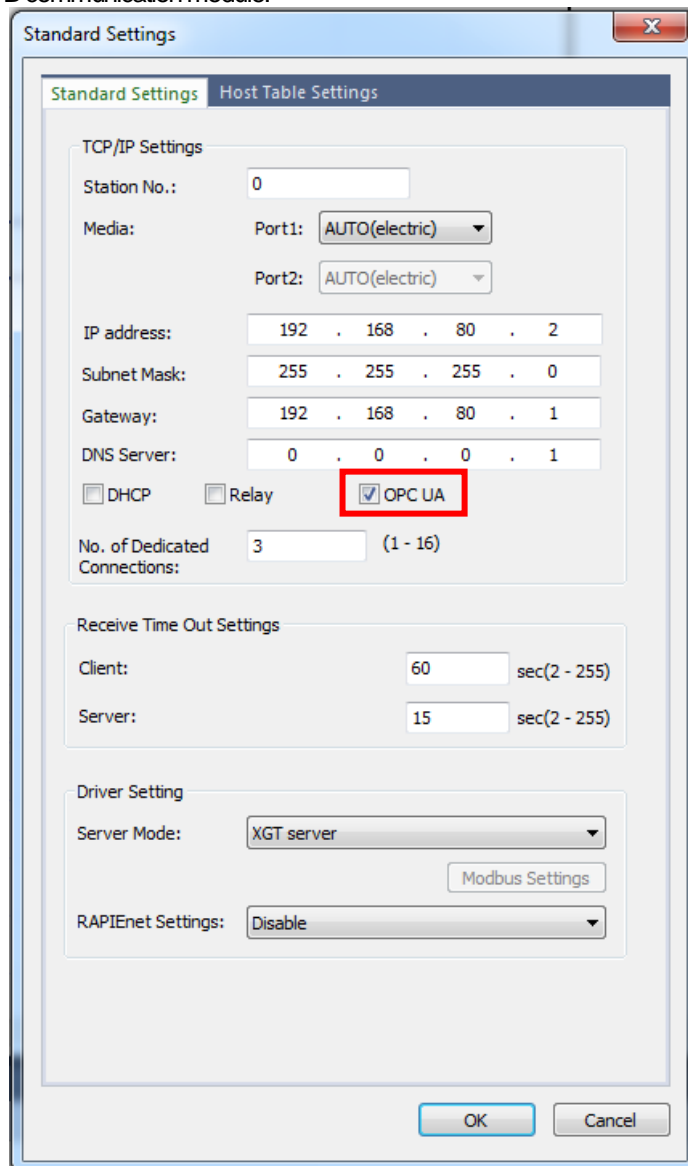 D communication module.
Standard Settings
Standard Settings Host Table Settings
TCP/IP Settings
Station No.: 0
Media: Port1: AUTO(electric)
Port2: AUTO(electric)
IP address: 192 . 168 . 80 . 2
Subnet Mask: 255 . 255 . 255 . 0
Gateway: 192 . 168 . 80 . 1
DNS Server: 0 . 0 . 0 . 1
DHCP Relay OPC UA
No. of Dedicated 3 (1 - 16)
Connections:
Receive Time Out Settings
Client: 60 sec(2 - 255)
Server: 15 sec(2 - 255)
Driver Setting
Server Mode: XGT server
Modbus Settings
RAPIEnet Settings: Disable
OK Cancel